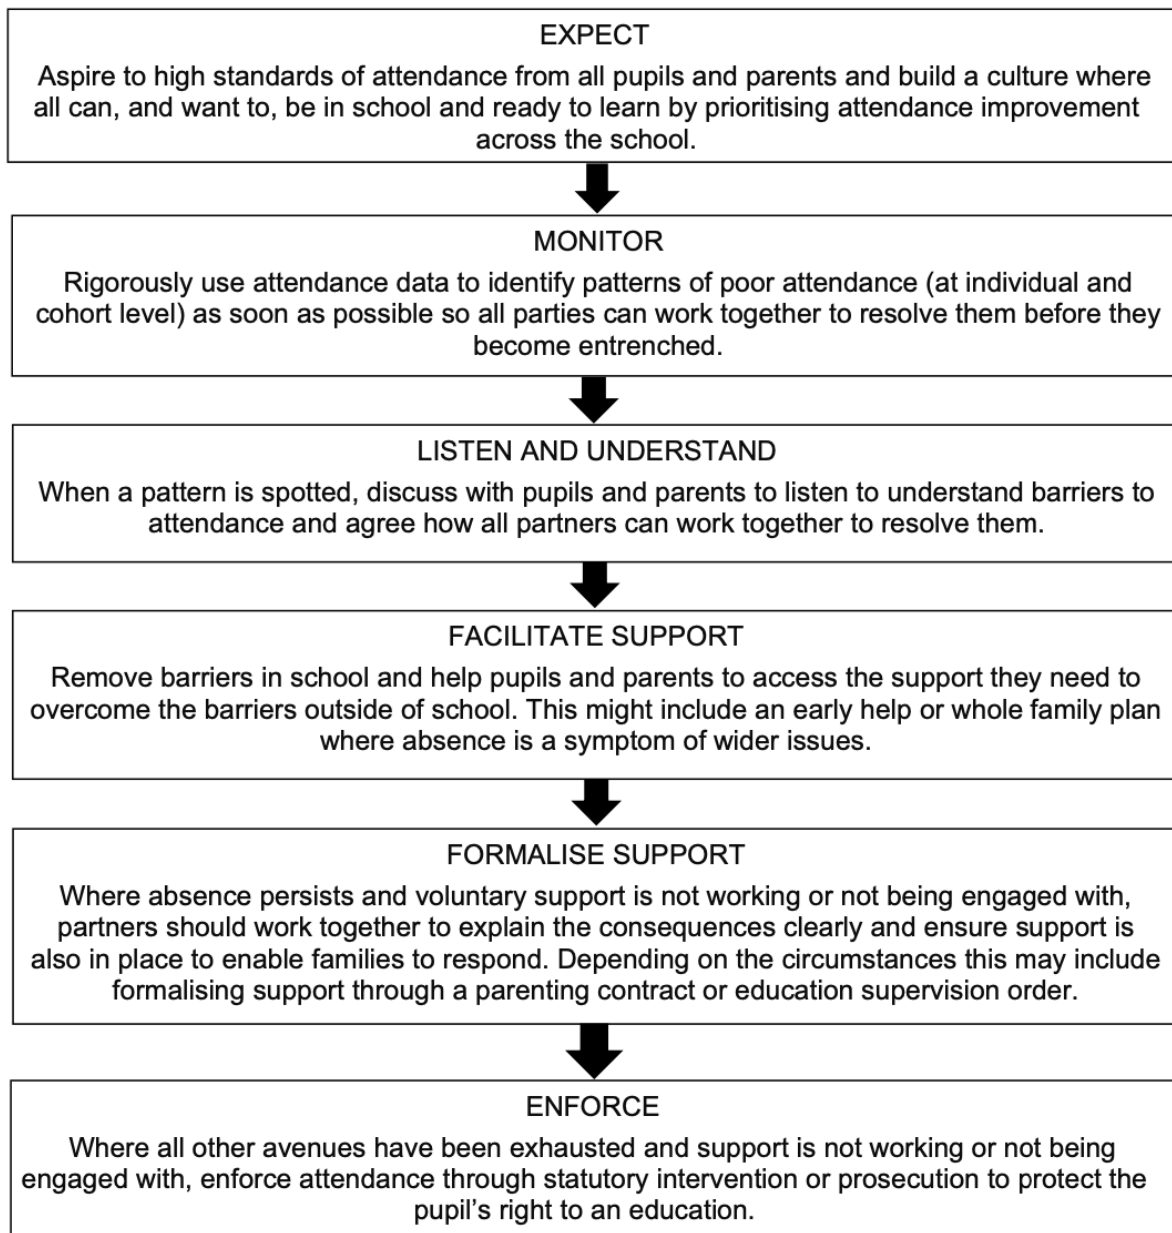 EXPECT
Aspire to high standards of attendance from all pupils and parents and build a culture where
all can, and want to, be in school and ready to learn by prioritising attendance improvement
across the school.
MONITOR
Rigorously use attendance data to identify patterns of poor attendance (at individual and
cohort level) as soon as possible so all parties can work together to resolve them before they
become entrenched.
LISTEN AND UNDERSTAND
When a pattern is spotted, discuss with pupils and parents to listen to understand barriers to
attendance and agree how all partners can work together to resolve them.
FACILITATE SUPPORT
Remove barriers in school and help pupils and parents to access the support they need to
overcome the barriers outside of school. This might include an early help or whole family plan
where absence is a symptom of wider issues.
FORMALISE SUPPORT
Where absence persists and voluntary support is not working or not being engaged with,
partners should work together to explain the consequences clearly and ensure support is
also in place to enable families to respond. Depending on the circumstances this may include
formalising support through a parenting contract or education supervision order.
ENFORCE
Where all other avenues have been exhausted and support is not working or not being
engaged with, enforce attendance through statutory intervention or prosecution to protect the
pupil's right to an education.